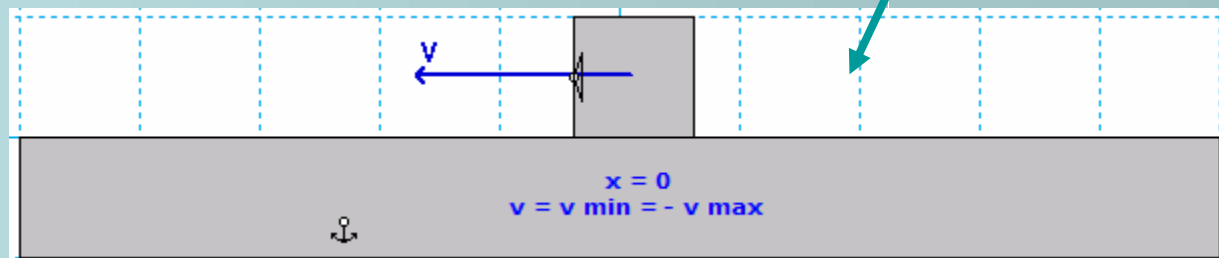 v
x = 0
v = v min = - v max